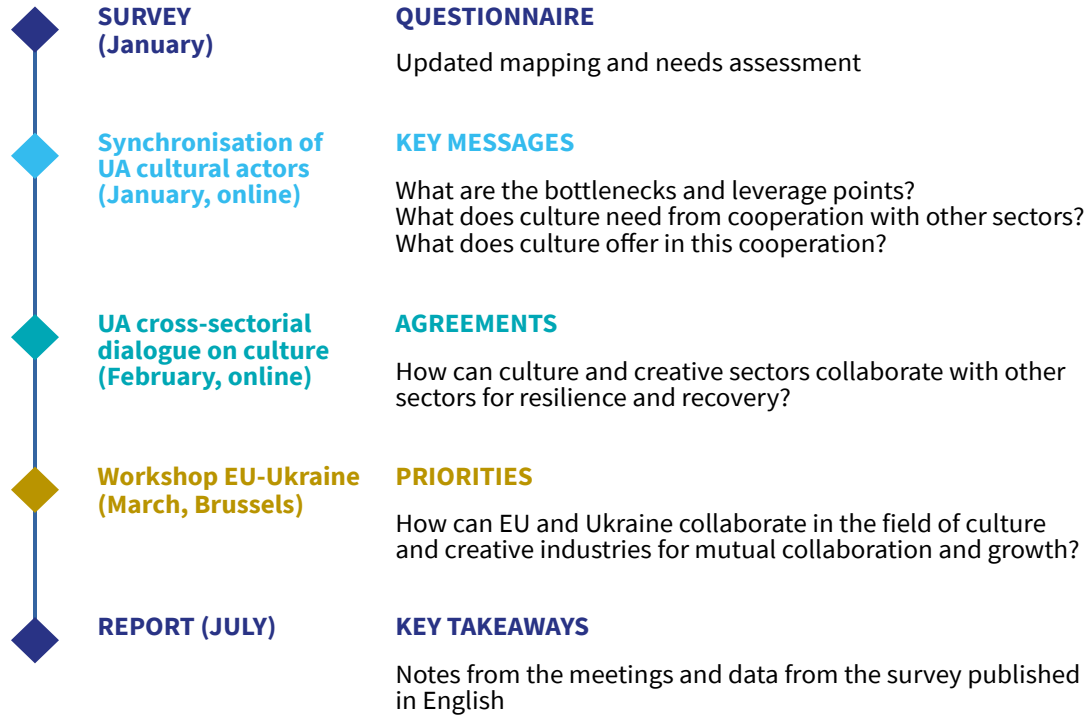 SURVEY
(January)
QUESTIONNAIRE
Updated mapping and needs assessment
Synchronisation of
UA cultural actors
(January, online)
KEY MESSAGES
What are the bottlenecks and leverage points?
What does culture need from cooperation with other sectors?
What does culture offer in this cooperation?
UA cross-sectorial
dialogue on culture
(February, online)
AGREEMENTS
How can culture and creative sectors collaborate with other
sectors for resilience and recovery?
Workshop EU-Ukraine
(March, Brussels)
PRIORITIES
How can EU and Ukraine collaborate in the field of culture
and creative industries for mutual collaboration and growth?
REPORT (JULY)
KEY TAKEAWAYS
Notes from the meetings and data from the survey published
in English